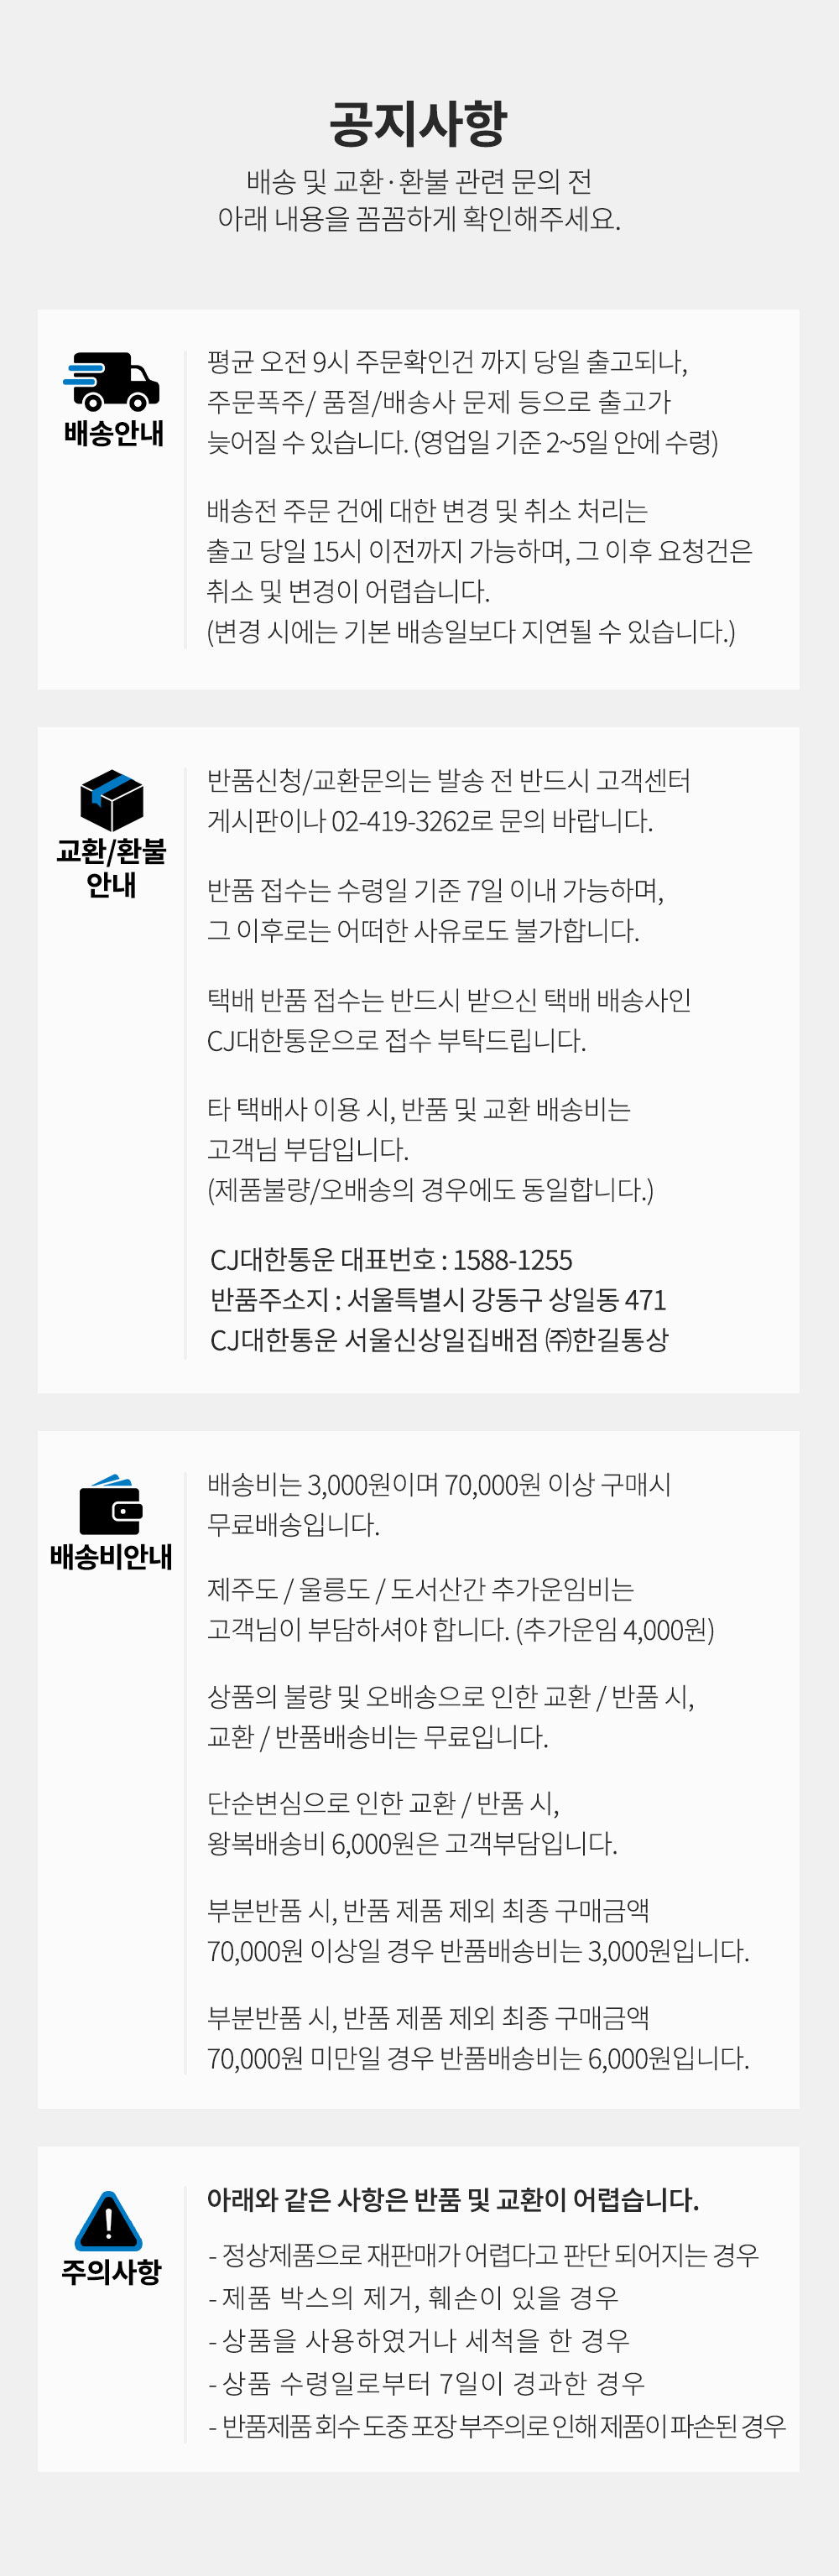 공지사항
배송 및 교환·환불 관련 문의 전
아래 내용을 꼼꼼하게 확인해주세요.
배송안내
평균 오전 9시 주문확인건 까지 당일 출고되나,
주문폭주/ 품절/배송사 문제 등으로 출고가
늦어질 수 있습니다. (영업일 기준 2~5일 안에 수령)
배송전 주문 건에 대한 변경 및 취소 처리는
출고 당일 15시 이전까지 가능하며, 그 이후 요청건은
취소 및 변경이 어렵습니다.
(변경 시에는 기본 배송일보다 지연될 수 있습니다.)
교환/환불
안내
반품신청/교환문의는 발송 전 반드시 고객센터
게시판이나 02-419-3262로 문의 바랍니다.
반품 접수는 수령일 기준 7일 이내 가능하며,
그 이후로는 어떠한 사유로도 불가합니다.
택배 반품 접수는 반드시 받으신 택배 배송사인
CJ대한통운으로 접수 부탁드립니다.
타 택배사 이용 시, 반품 및 교환 배송비는
고객님 부담입니다.
(제품불량/오배송의 경우에도 동일합니다.)
CJ대한통운 대표번호 : 1588-1255
반품주소지 : 서울특별시 강동구 상일동 471
CJ대한통운 서울신상일집배점 ㈜한길통상
배송비안내
배송비는 3,000원이며 70,000원 이상 구매시
무료배송입니다.
제주도 / 울릉도 / 도서산간 추가운임비는
고객님이 부담하셔야 합니다. (추가운임 4,000원)
상품의 불량 및 오배송으로 인한 교환 / 반품 시,
교환 / 반품배송비는 무료입니다.
단순변심으로 인한 교환 / 반품 시,
왕복배송비 6,000원은 고객부담입니다.
부분반품 시, 반품 제품 제외 최종 구매금액
70,000원 이상일 경우 반품배송비는 3,000원입니다.
부분반품 시, 반품 제품 제외 최종 구매금액
70,000원 미만일 경우 반품배송비는 6,000원입니다.
주의사항
아래와 같은 사항은 반품 및 교환이 어렵습니다.
- 정상제품으로 재판매가 어렵다고 판단 되어지는 경우
- 제품 박스의 제거, 훼손이 있을 경우
- 상품을 사용하였거나 세척을 한 경우
- 상품 수령일로부터 7일이 경과한 경우
- 반품제품 회수 도중 포장 부주의로 인해 제품이 파손된 경우